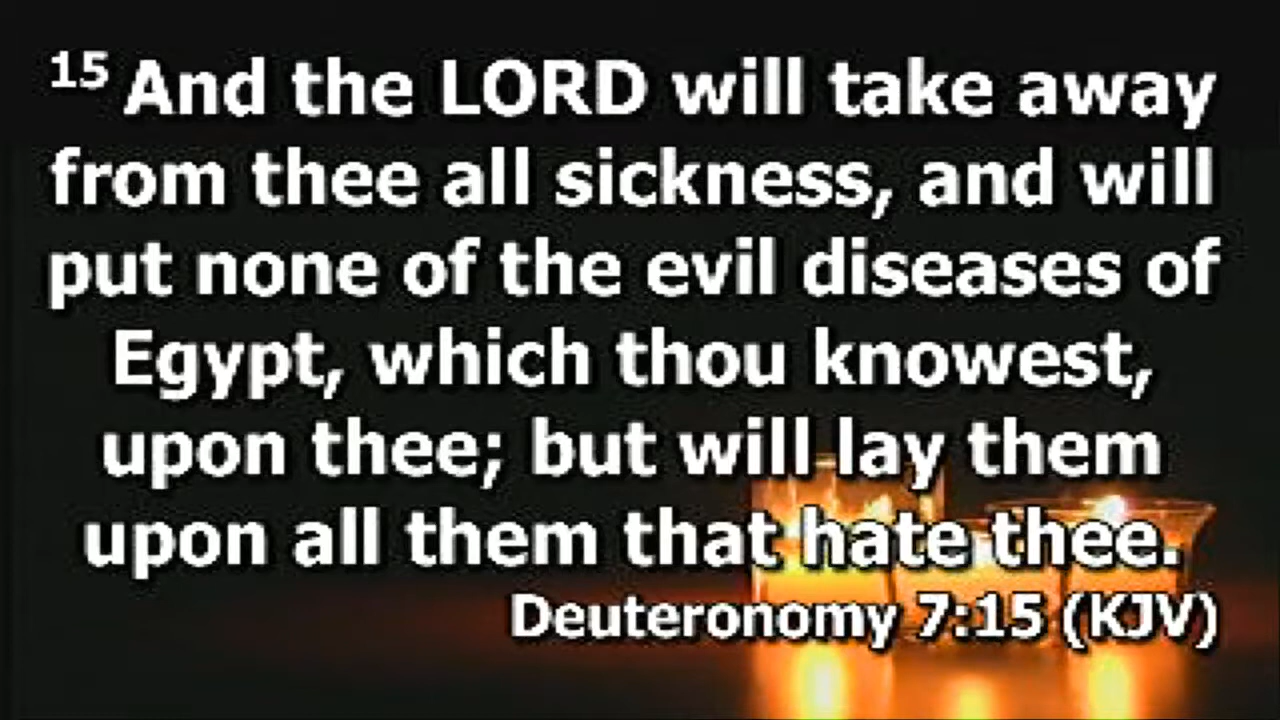 15 And the LORD will take away
from thee all sickness, and will
put none of the evil diseases of
Egypt, which thou knowest,
upon thee; but will lay them
upon all them that hate thee.
Deuteronomy 7:15 (KJV)